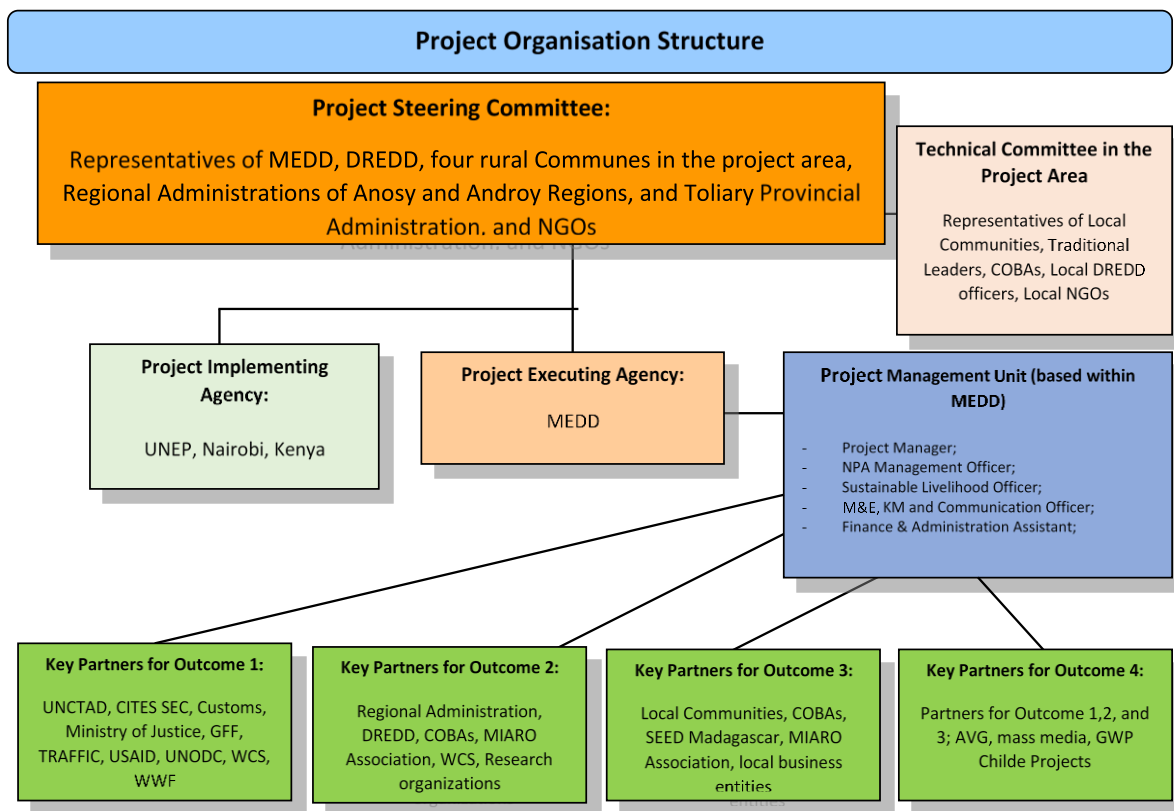 Project Organisation Structure
Project Steering Committee:
Representatives of MEDD, DREDD, four rural Communes in the project area,
Regional Administrations of Anosy and Androy Regions, and Toliary Provincial
Administration. and NGOs
Technical Committee in the
Project Area
Representatives of Local
Communities, Traditional
Leaders, COBAs, Local DREDD
officers, Local NGOs
Project Implementing
Agency:
UNEP, Nairobi, Kenya
Project Executing Agency:
MEDD
Project Management Unit (based within
MEDD)
- Project Manager;
- NPA Management Officer;
- Sustainable Livelihood Officer;
- M&E, KM and Communication Officer;
- Finance & Administration Assistant;
Key Partners for Outcome 1:
UNCTAD, CITES SEC, Customs,
Ministry of Justice, GFF,
TRAFFIC, USAID, UNODC, WCS,
WWF
Key Partners for Outcome 2:
Regional Administration,
DREDD, COBAs, MIARO
Association, WCS, Research
organizations
Key Partners for Outcome 3:
Local Communities, COBAs,
SEED Madagascar, MIARO
Association, local business
entities
Key Partners for Outcome 4:
Partners for Outcome 1,2, and
3; AVG, mass media, GWP
Childe Projects